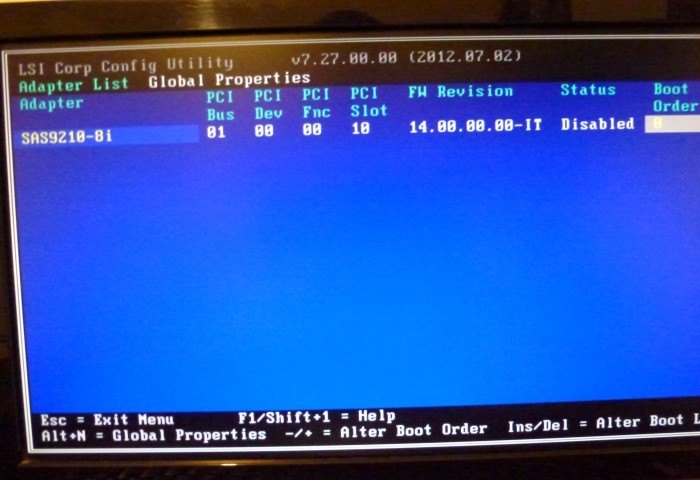 LSI Corp Config Utility v7.27.00.00 (2012.07.02)
Adapter List Global Properties
Adapter PCI PCI PCI PCI FW Revision Status Boot
Bus Dev Fnc Slot Order
SAS9210-8i 01 00 00 10 14.00.00.00-IT Disabled 0
Esc = Exit Menu F1/Shift+1 = Help
Alt+N = Global Properties -/+ = Alter Boot Order Ins/Del = Alter Boot L